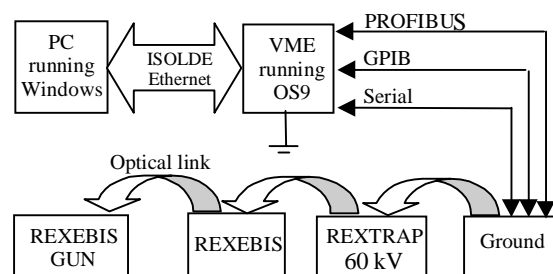 PC
running
Windows
ISOLDE
Ethernet
VME
running
OS9
PROFIBUS
GPIB
Serial
Optical link
REXEBIS
GUN
REXEBIS
REXTRAP
60 kV
Ground